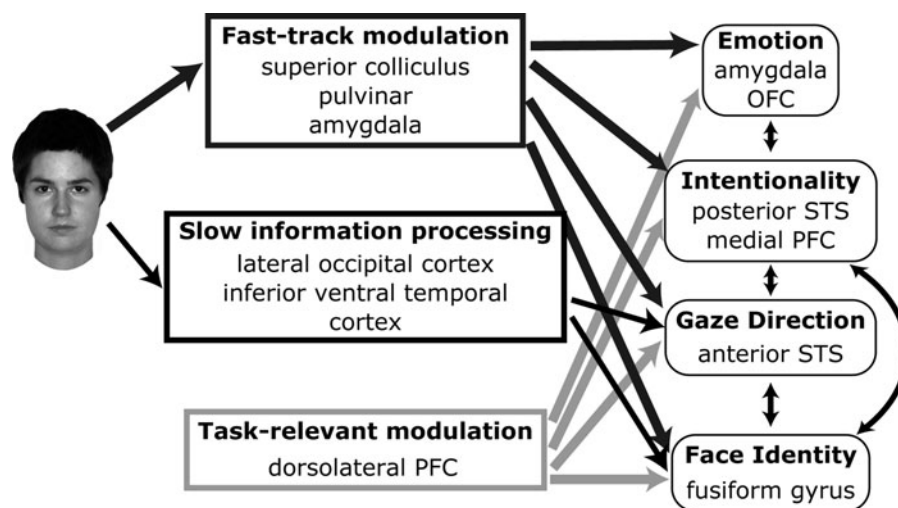 Fast-track modulation
superior colliculus
pulvinar
amygdala
Slow information processing
lateral occipital cortex
inferior ventral temporal
cortex
Task-relevant modulation
dorsolateral PFC
Emotion
amygdala
OFC
Intentionality
posterior STS
medial PFC
Gaze Direction
anterior STS
Face Identity
fusiform gyrus